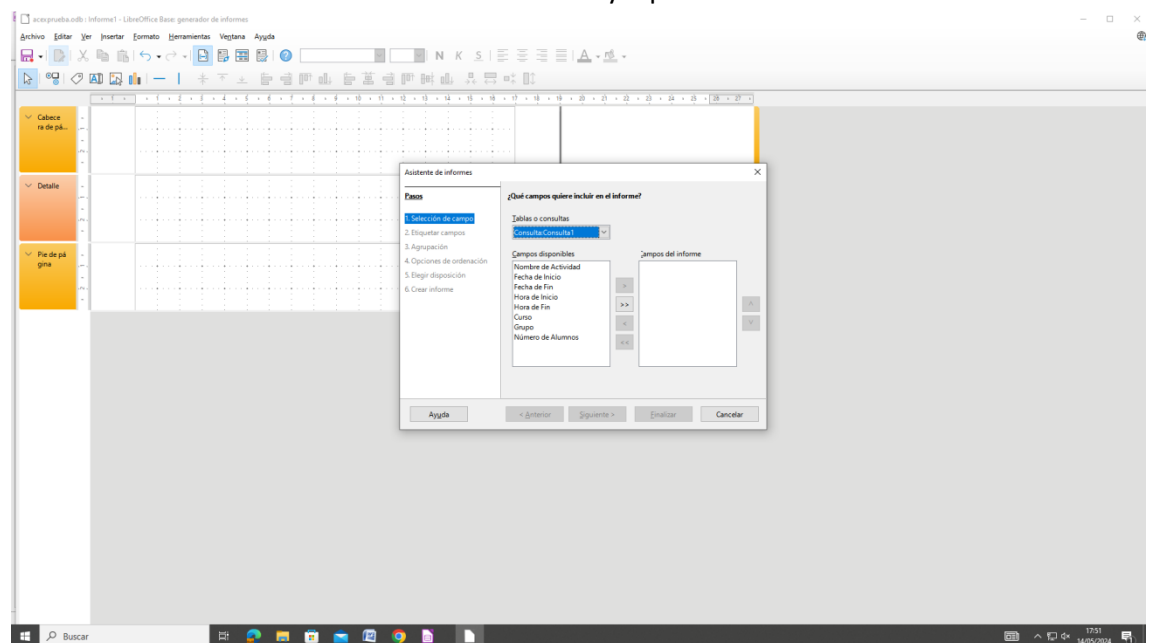 acexprueba.odb : Informe1 - LibreOffice Base: generador de informes
Archivo Editar Ver Insertar Formato Herramientas Ventana Ayuda
N K S
Cabece
ra de pá...
Detalle
Pie de pá
gina
Asistente de informes
Pasos
1. Selección de campo
2. Etiquetar campos
3. Agrupación
4. Opciones de ordenación
5. Elegir disposición
6. Crear informe
¿Qué campos quiere incluir en el informe?
Tablas o consultas
Consulta:Consulta1
Campos disponibles
Nombre de Actividad
Fecha de Inicio
Fecha de Fin
Hora de Inicio
Hora de Fin
Curso
Grupo
Número de Alumnos
>
>>
<
<<
Campos del informe
Ayuda
< Anterior
Siguiente >
Finalizar
Cancelar
Buscar
17:51
14/05/2024